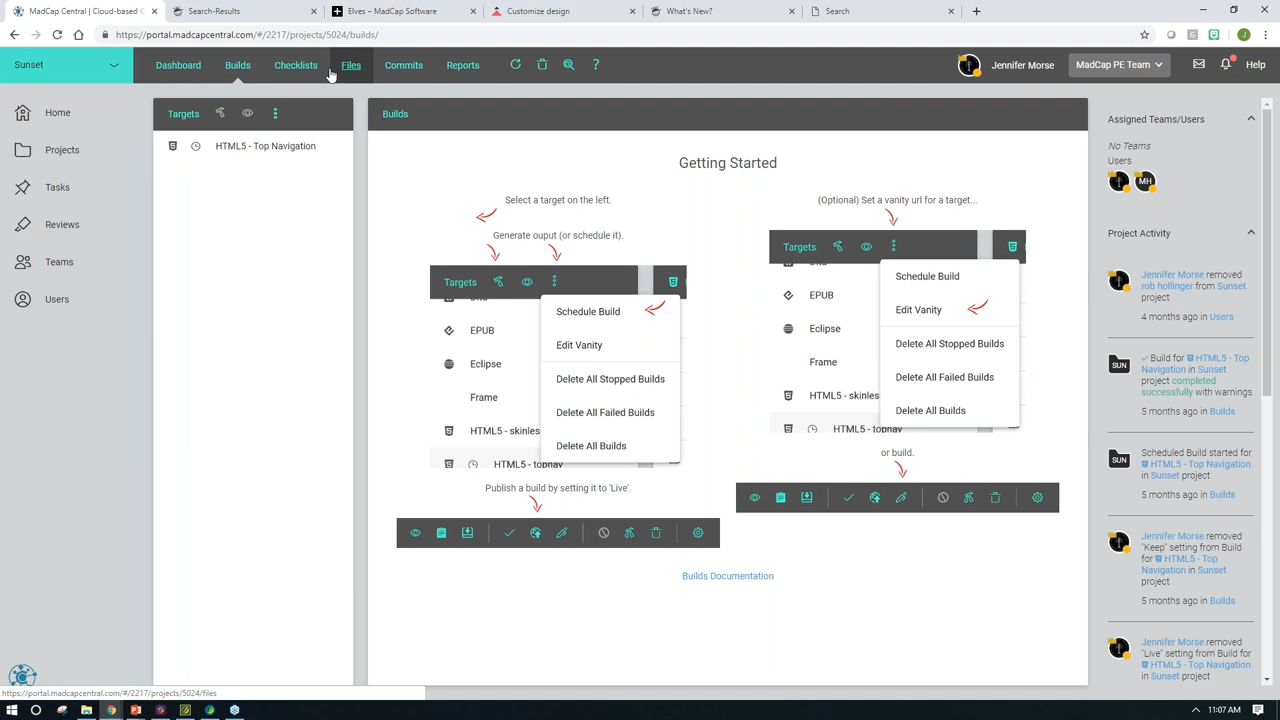 MadCap Central | Cloud-based C
Search-Results
Elves – MadCap Software
Customize design
What's New?
Search
https://portal.madcapcentral.com/#/2217/projects/5024/builds/
Sunset
Dashboard
Builds
Checklists
Files
Commits
Reports
Jennifer Morse
MadCap PE Team
Help
Home
Projects
Tasks
Reviews
Teams
Users
Targets
HTML5 - Top Navigation
Builds
Getting Started
Select a target on the left.
Generate ouput (or schedule it).
Targets
EPUB
Eclipse
Frame
HTML5 - skinles
HTML5 - topnav
Schedule Build
Edit Vanity
Delete All Stopped Builds
Delete All Failed Builds
Delete All Builds
Publish a build by setting it to 'Live'.
(Optional) Set a vanity url for a target...
Targets
EPUB
Eclipse
Frame
HTML5 - skinles
HTML5 - topnav
Schedule Build
Edit Vanity
Delete All Stopped Builds
Delete All Failed Builds
Delete All Builds
or build.
Builds Documentation
Assigned Teams/Users
No Teams
Users
MH
Project Activity
Jennifer Morse removed
rob hollinger from Sunset
project
4 months ago in Users
SUN
Build for HTML5 - Top
Navigation in Sunset
project completed
successfully with warnings
5 months ago in Builds
SUN
Scheduled Build started for
HTML5 - Top Navigation
in Sunset project
5 months ago in Builds
Jennifer Morse removed
"Keep" setting from Build
for HTML5 - Top
Navigation in Sunset
project
5 months ago in Builds
Jennifer Morse removed
"Live" setting from Build for
HTML5 - Top Navigation
in Sunset project
https://portal.madcapcentral.com/#/2217/projects/5024/files
11:07 AM